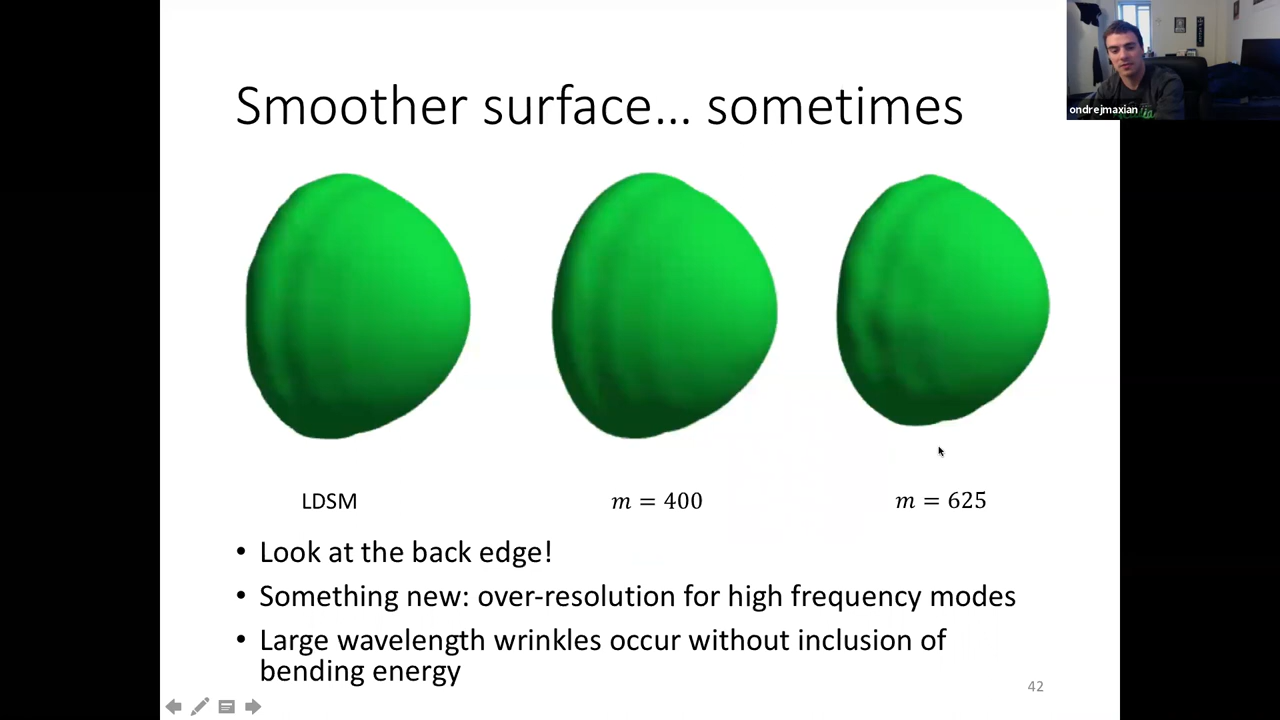 Smoother surface... sometimes
ondrejmaxian
LDSM
m = 400
m = 625
• Look at the back edge!
• Something new: over-resolution for high frequency modes
• Large wavelength wrinkles occur without inclusion of
bending energy
42